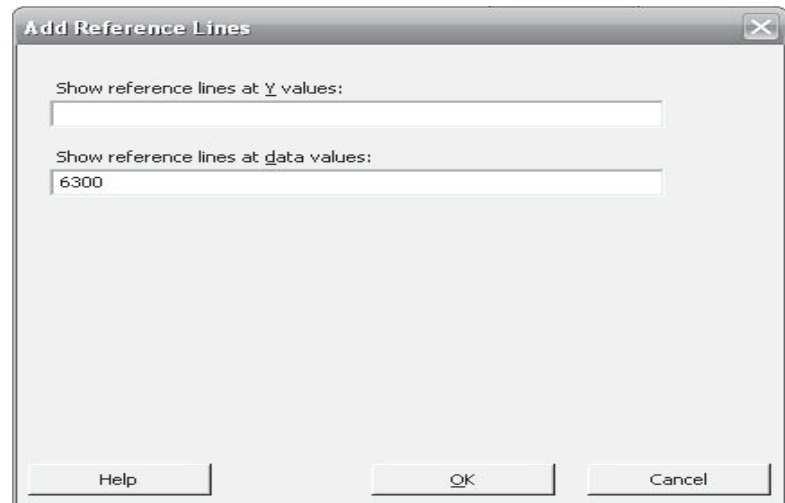 Add Reference Lines
Show reference lines at Y values:
Show reference lines at data values:
6300
Help
OK
Cancel